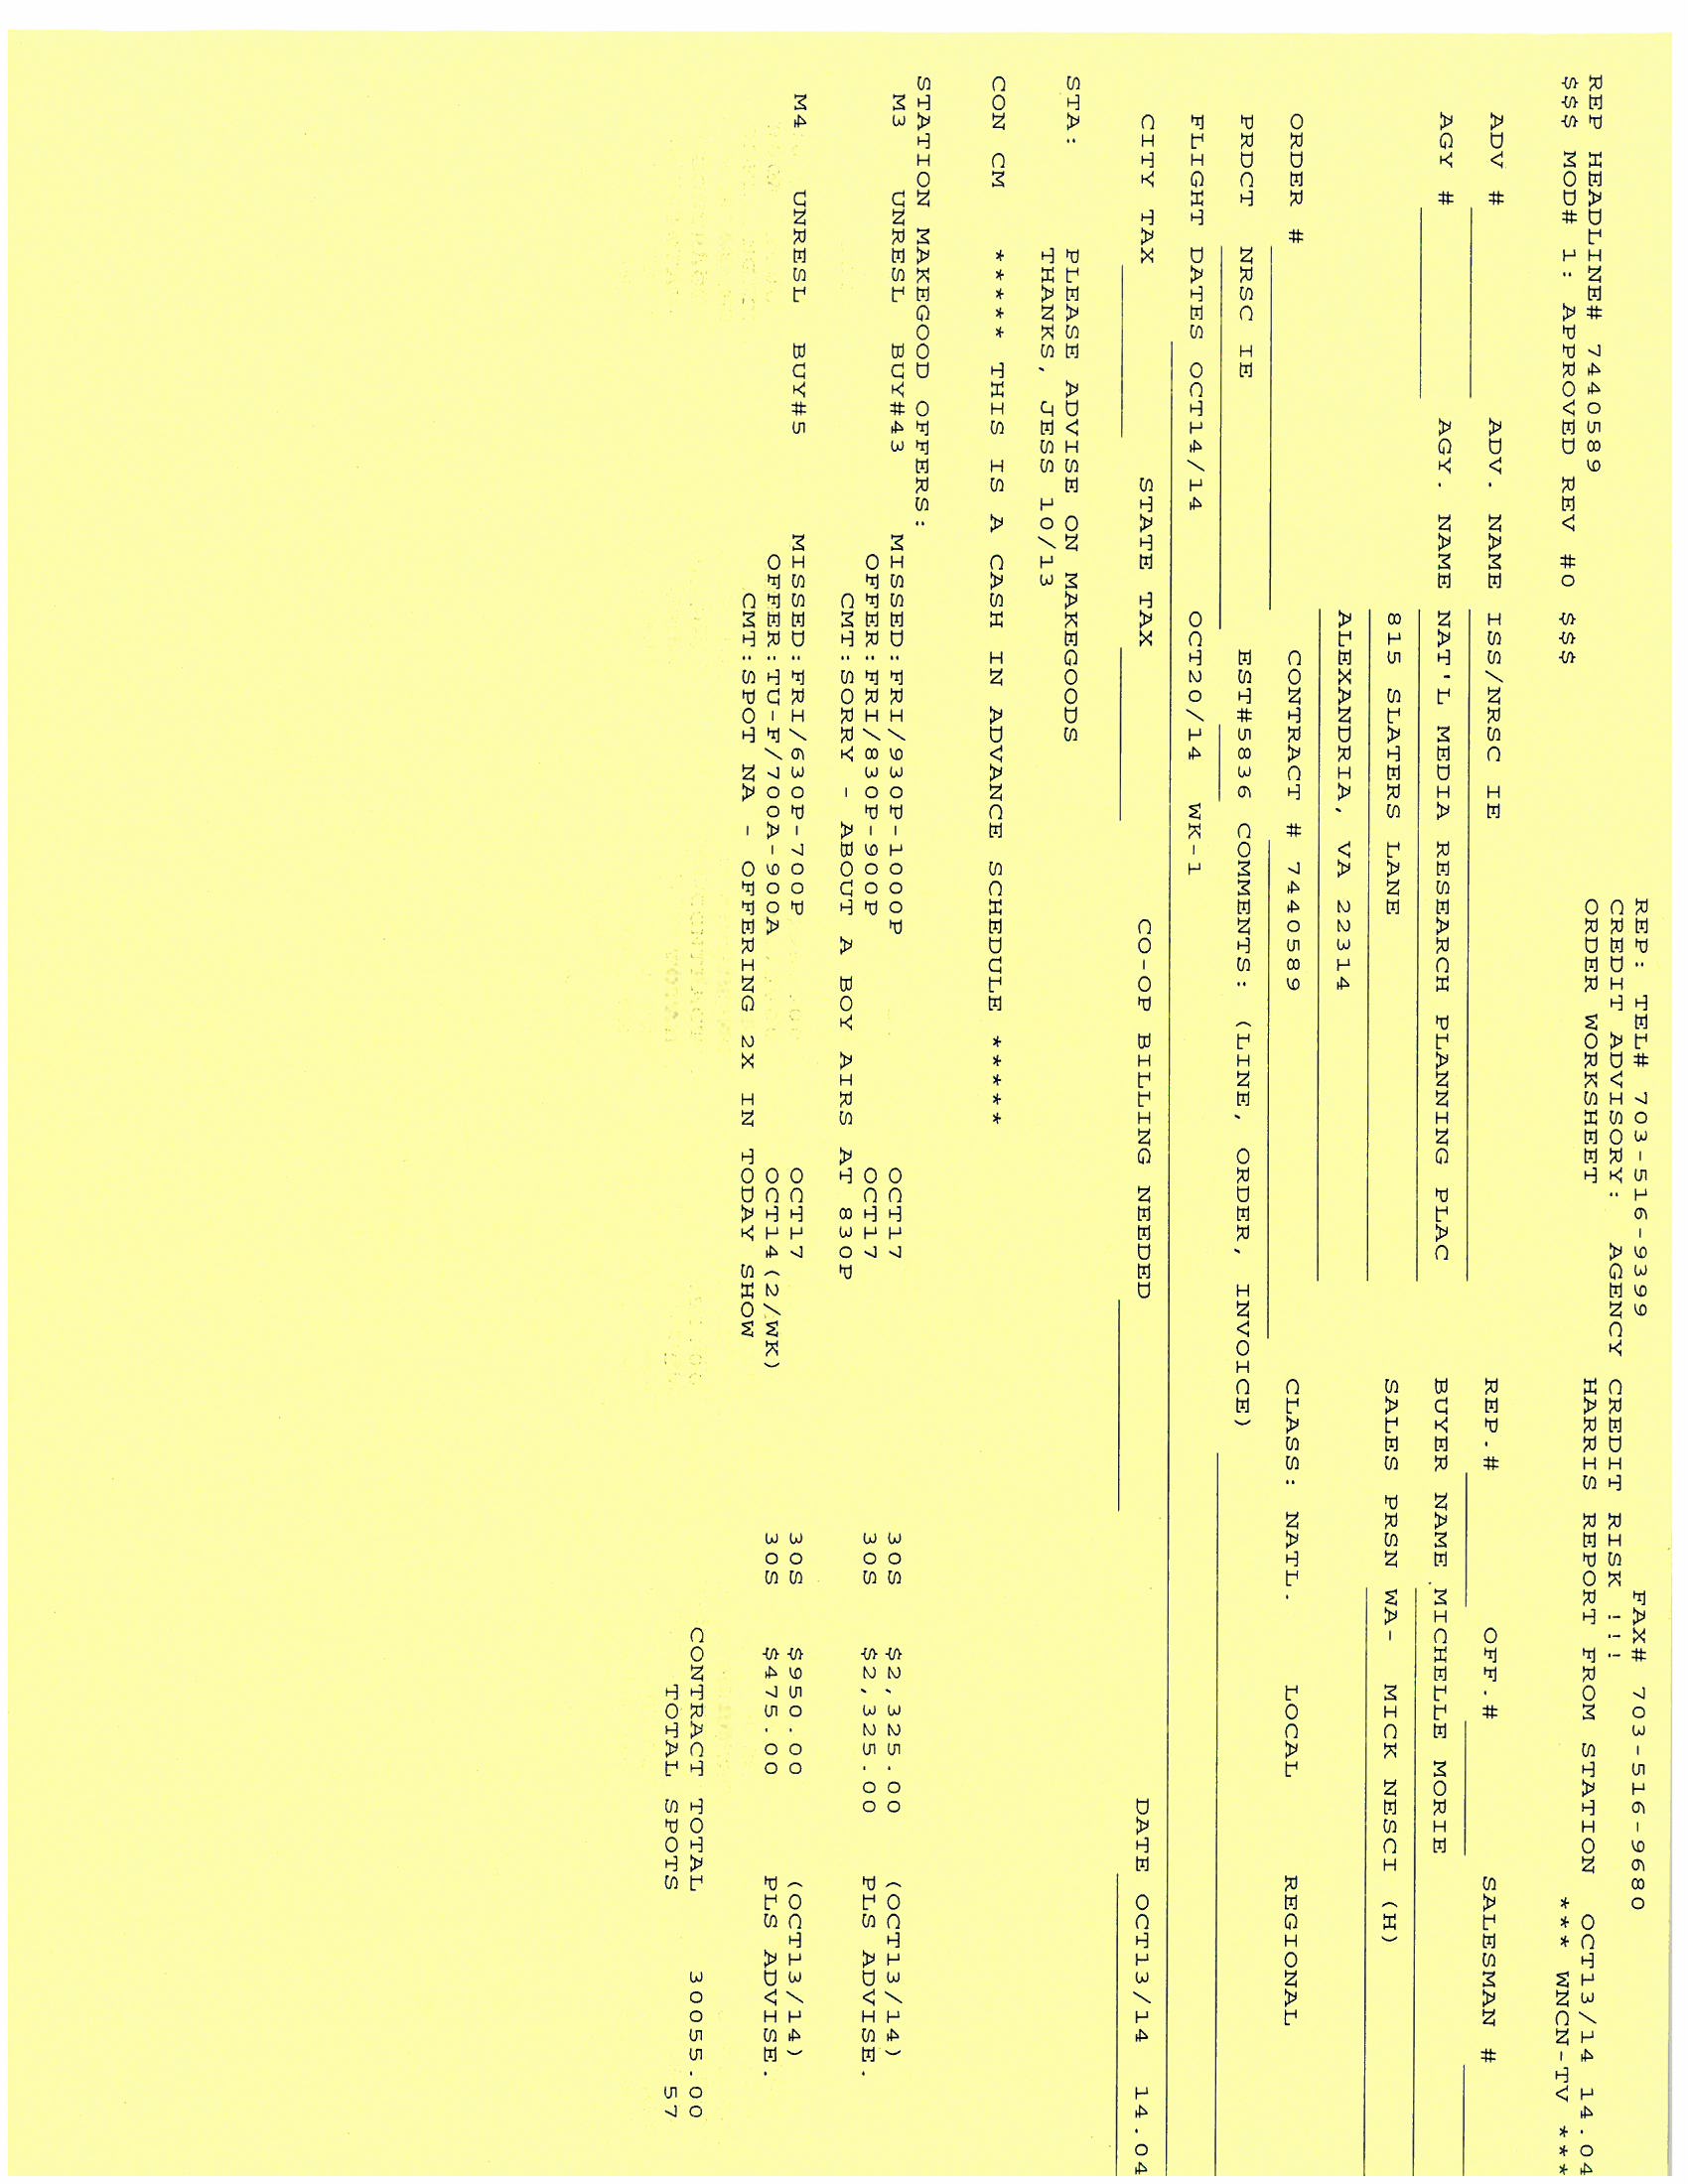 REP: TEL# 703-516-9399 FAX# 703-516-9680
CREDIT ADVISORY: AGENCY CREDIT RISK !!!
REP HEADLINE# 7440589 ORDER WORKSHEET HARRIS REPORT FROM STATION OCT13/14 14.04
$$$ MOD# 1: APPROVED REV #0 $$$ *** WNCN-TV ***
ADV # ADV. NAME ISS/NRSC IE REP.# OFF.# SALESMAN #
AGY # AGY. NAME NAT'L MEDIA RESEARCH PLANNING PLAC BUYER NAME MICHELLE MORIE
815 SLATERS LANE SALES PRSN WA- MICK NESCI (H)
ALEXANDRIA, VA 22314
ORDER # CONTRACT # 7440589 CLASS: NATL. LOCAL REGIONAL
PRDCT NRSC IE EST#5836 COMMENTS: (LINE, ORDER, INVOICE)
FLIGHT DATES OCT14/14 OCT20/14 WK-1
CITY TAX STATE TAX CO-OP BILLING NEEDED DATE OCT13/14 14.04
STA: PLEASE ADVISE ON MAKEGOODS
THANKS, JESS 10/13
CON CM **** THIS IS A CASH IN ADVANCE SCHEDULE *****
STATION MAKEGOOD OFFERS:
M3 UNRESL BUY#43 MISSED:FRI/930P-1000P OCT17 30S $2,325.00 (OCT13/14)
OFFER:FRI/830P-900P OCT17 30S $2,325.00 PLS ADVISE.
CMT:SORRY - ABOUT A BOY AIRS AT 830P
M4 UNRESL BUY#5 MISSED:FRI/630P-700P OCT17 30S $950.00 (OCT13/14)
OFFER:TU-F/700A-900A OCT14(2/WK) 30S $475.00 PLS ADVISE.
CMT:SPOT NA - OFFERING 2X IN TODAY SHOW
CONTRACT TOTAL 30055.00
TOTAL SPOTS 57